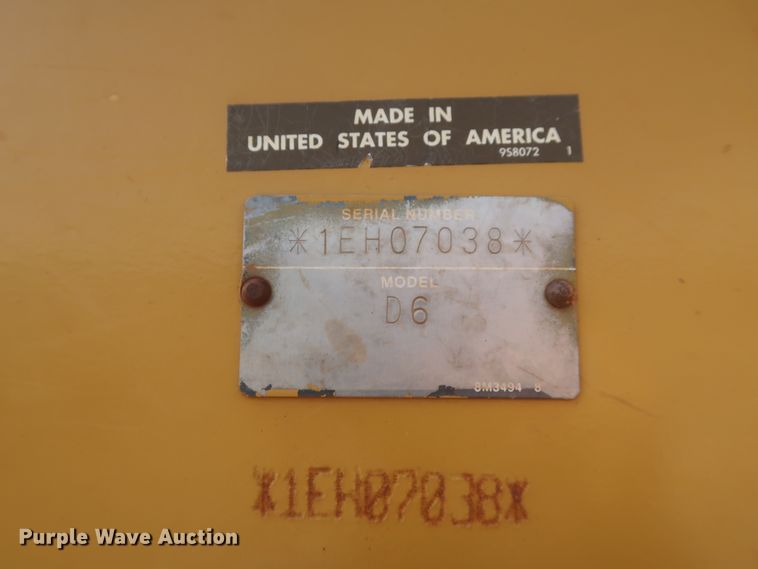 MADE IN
UNITED STATES OF AMERICA
9S8072 1
SERIAL NUMBER
*1EH07038*
MODEL
D6
8M3494 8
*1EH07038*
Purple Wave Auction